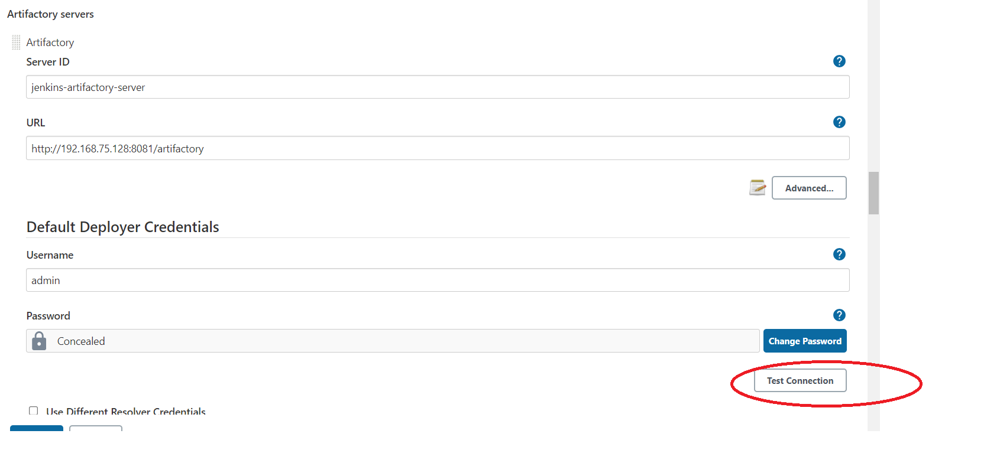 Artifactory servers
Artifactory
Server ID
?
jenkins-artifactory-server
URL
?
http://192.168.75.128:8081/artifactory
Advanced...
Default Deployer Credentials
Username
?
admin
Password
?
Concealed
Change Password
Test Connection
Use Different Resolver Credentials